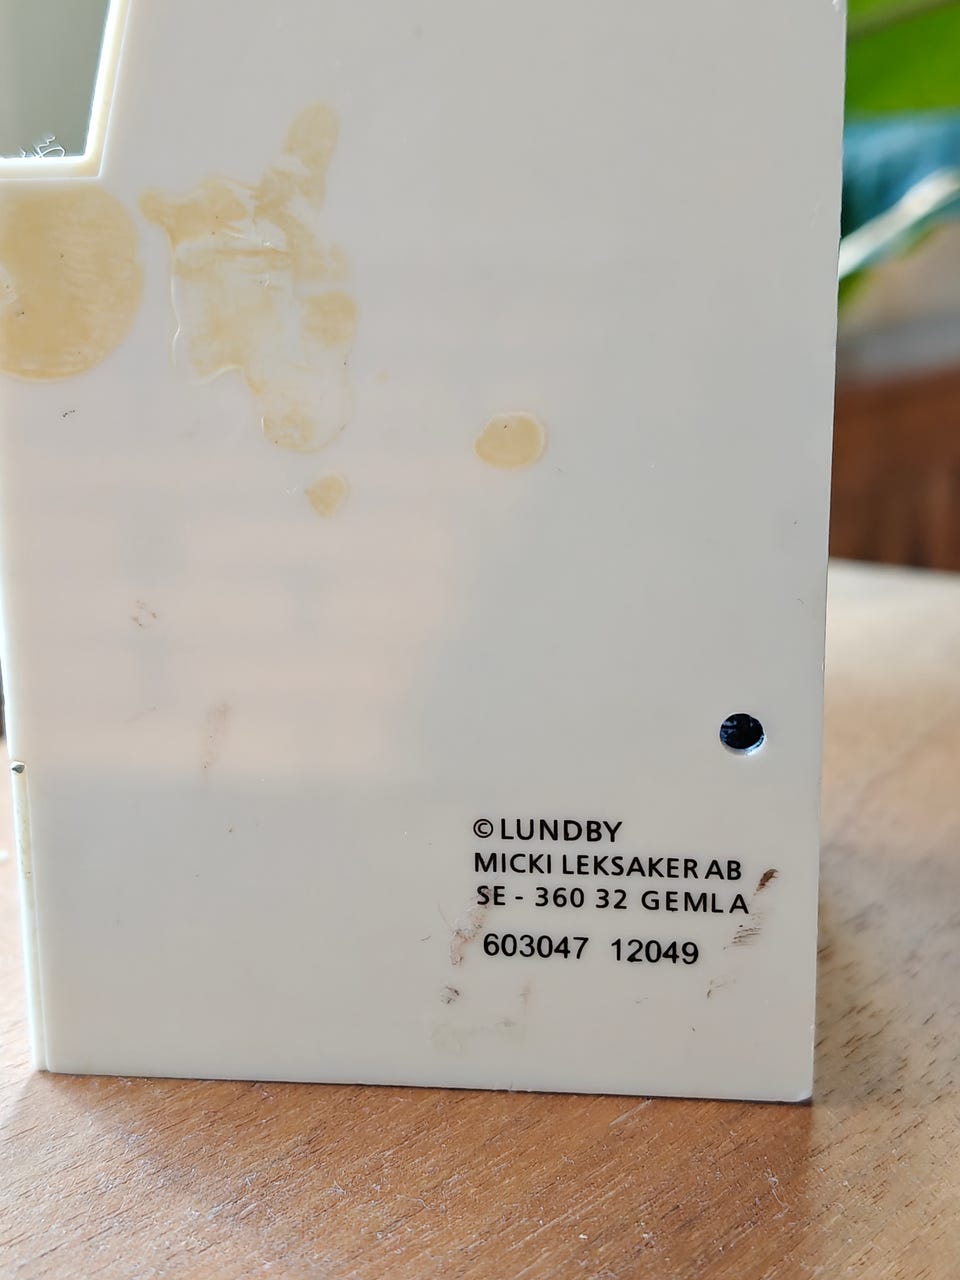 © LUNDBY
MICKI LEKSAKER AB
SE - 360 32 GEMLA
603047 12049